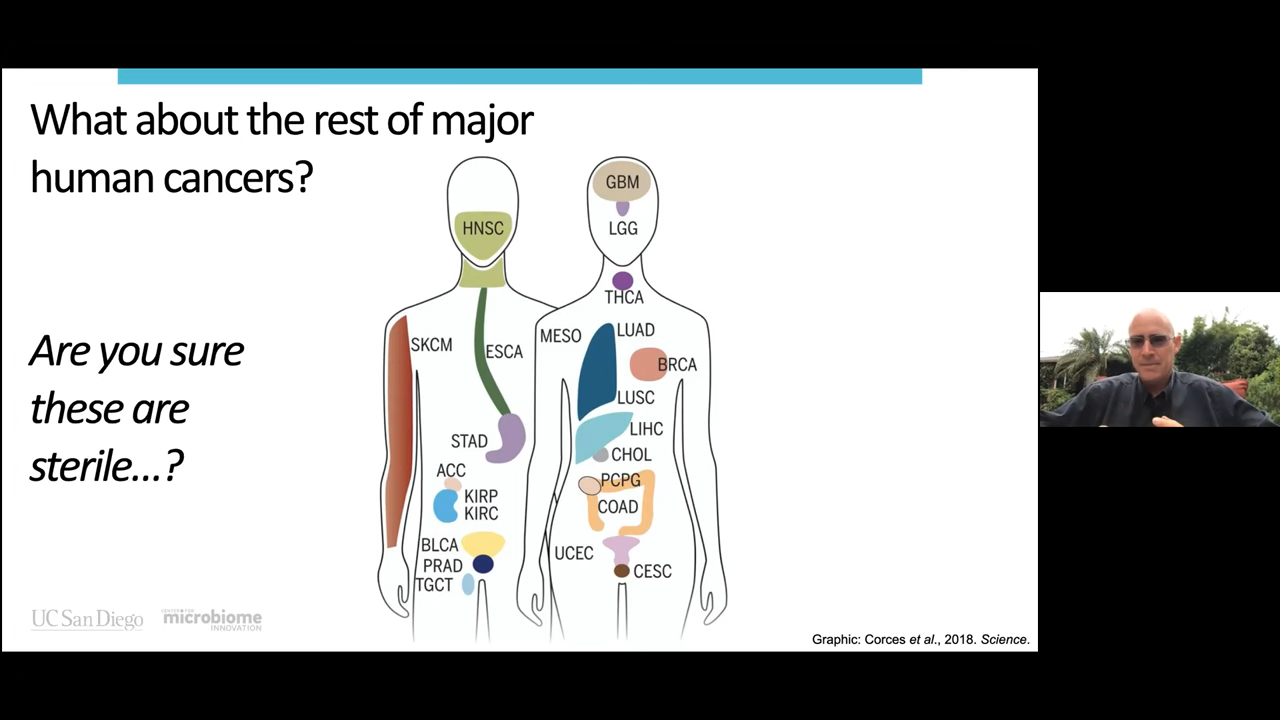 What about the rest of major
human cancers?
Are you sure
these are
sterile...?
HNSC
SKCM
ESCA
STAD
ACC
KIRP
KIRC
BLCA
PRAD
TGCT
GBM
LGG
THCA
MESO
LUAD
BRCA
LUSC
LIHC
CHOL
PCPG
COAD
UCEC
CESC
UC San Diego
CENTER FOR
microbiome
INNOVATION
Graphic: Corces et al., 2018. Science.